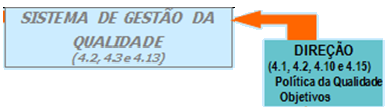 SISTEMA DE GESTÃO DA
QUALIDADE
(4.2, 4.3 e 4.13)
DIREÇÃO
(4.1, 4.2, 4.10 e 4.15)
Política da Qualidade
Objetivos